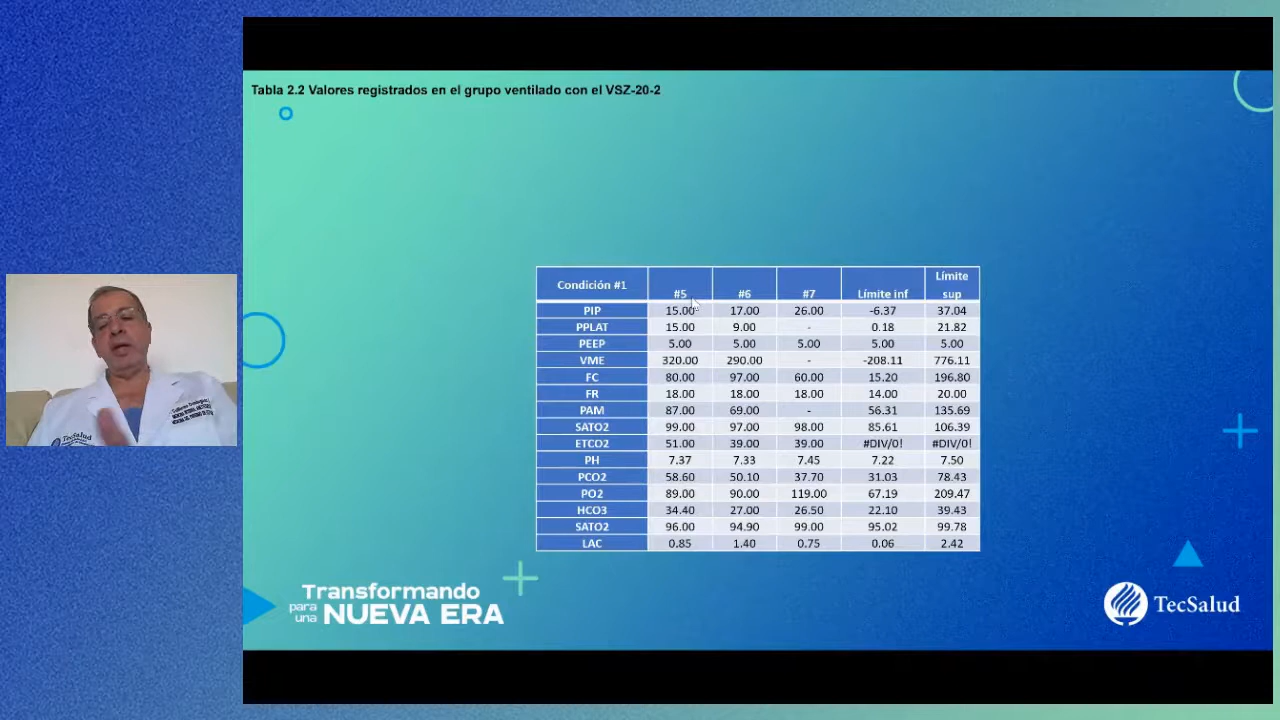 Tabla 2.2 Valores registrados en el grupo ventilado con el VSZ-20-2
Condición #1 #5 #6 #7 Límite inf Límite sup
PIP 15.00 17.00 26.00 -6.37 37.04
PPLAT 15.00 9.00 - 0.18 21.82
PEEP 5.00 5.00 5.00 5.00 5.00
VME 320.00 290.00 - -208.11 776.11
FC 80.00 97.00 60.00 15.20 196.80
FR 18.00 18.00 18.00 14.00 20.00
PAM 87.00 69.00 - 56.31 135.69
SATO2 99.00 97.00 98.00 85.61 106.39
ETCO2 51.00 39.00 39.00 #DIV/0! #DIV/0!
PH 7.37 7.33 7.45 7.22 7.50
PCO2 58.60 50.10 37.70 31.03 78.43
PO2 89.00 90.00 119.00 67.19 209.47
HCO3 34.40 27.00 26.50 22.10 39.43
SATO2 96.00 94.90 99.00 95.02 99.78
LAC 0.85 1.40 0.75 0.06 2.42
Transformando
para una NUEVA ERA
TecSalud
TecSalud